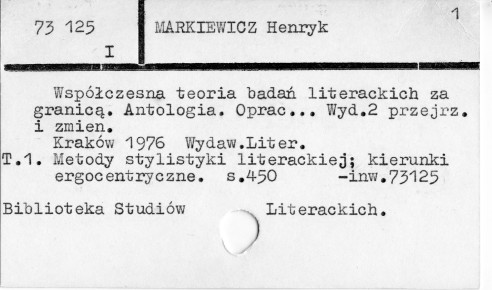 1
73 125 MARKIEWICZ Henryk
I
Współczesna teoria badań literackich za
granicą. Antologia. Oprac... Wyd.2 przejrz.
i zmien.
Kraków 1976 Wydaw.Liter.
T.1. Metody stylistyki literackiej; kierunki
ergocentryczne. s.450 -inw.73125
Biblioteka Studiów Literackich.